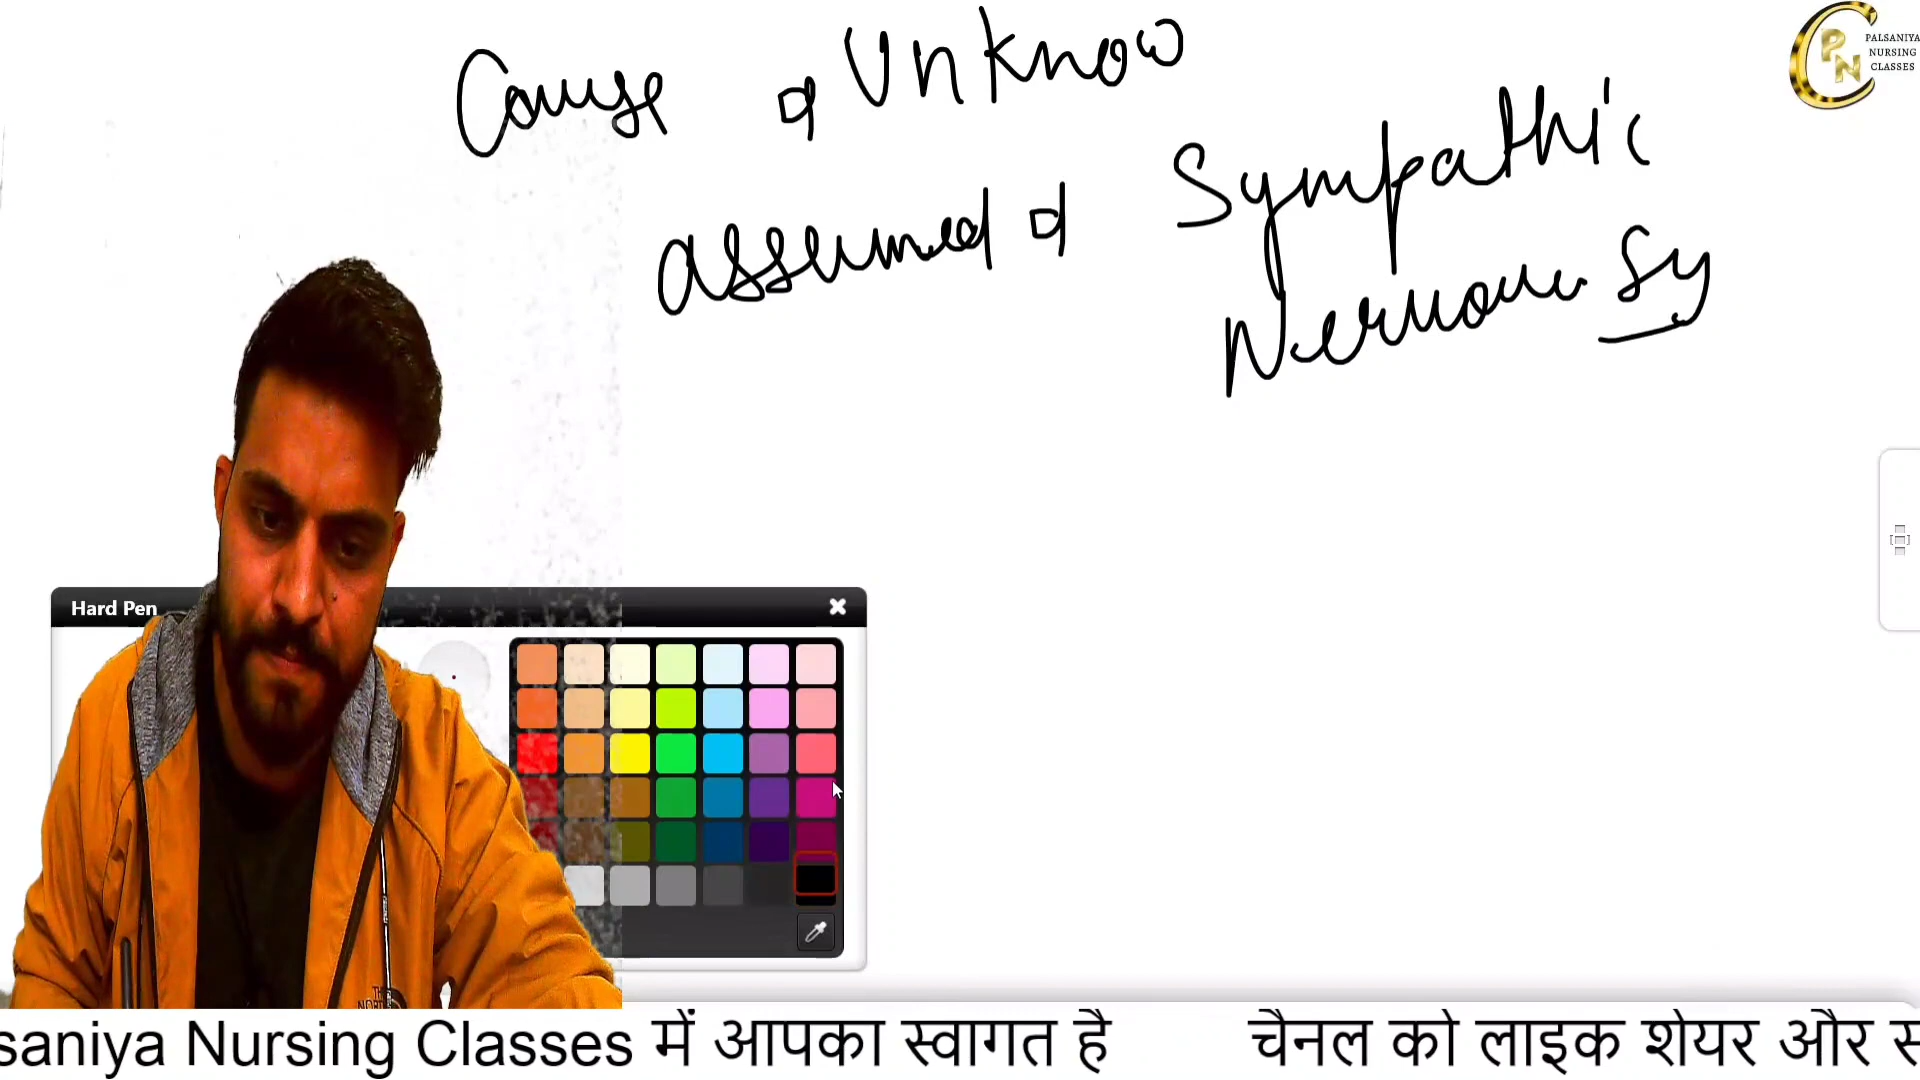 Cause → Unknow
PALSANIYA
NURSING
CLASSES
assumed → Sympathic
Nervous Sy
Hard Pen
saniya Nursing Classes में आपका स्वागत है चैनल को लाइक शेयर और स